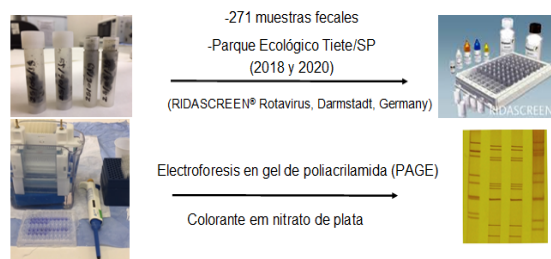 -271 muestras fecales
-Parque Ecológico Tiete/SP
(2018 y 2020)
(RIDASCREEN® Rotavirus, Darmstadt, Germany)
RIDASCREEN
Electroforesis en gel de poliacrilamida (PAGE)
Colorante em nitrato de plata